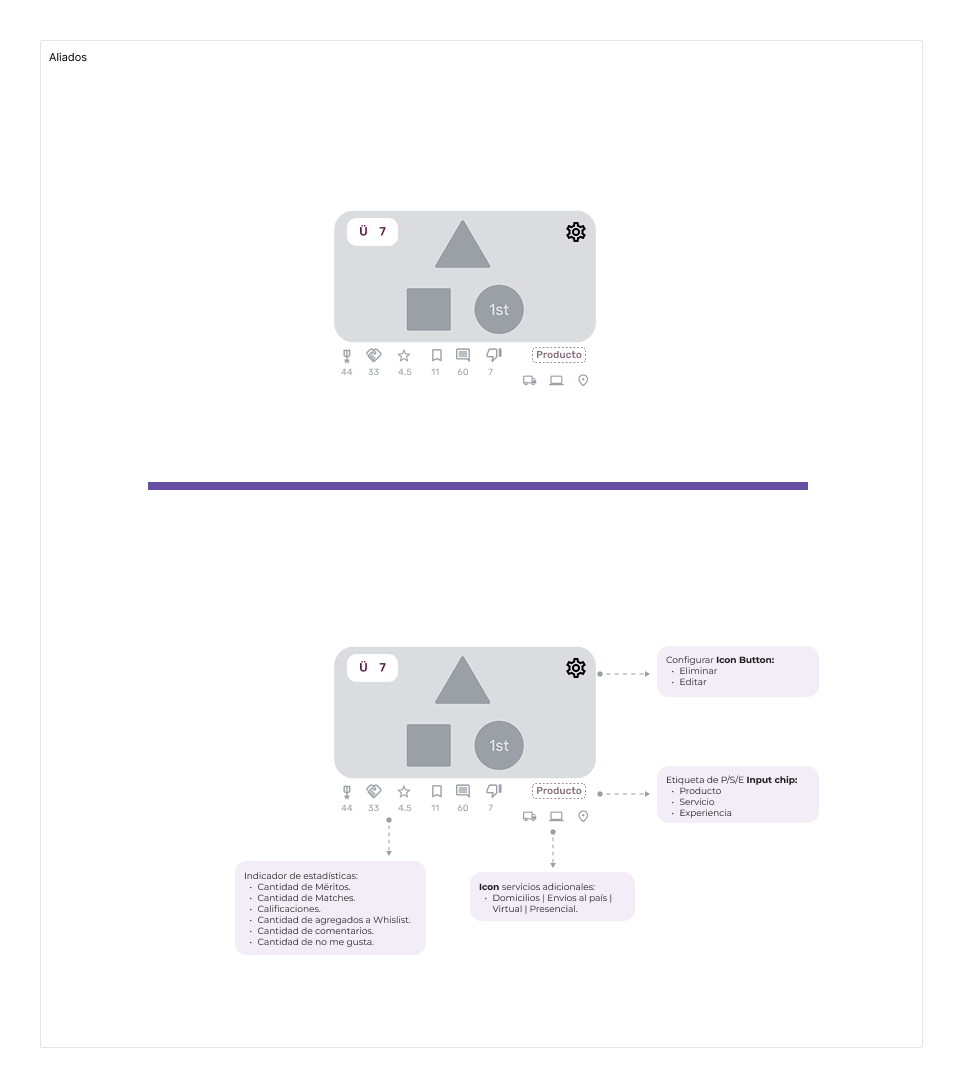 Aliados
Ü 7
1st
44 33 4.5 11 60 7
Producto
Ü 7
1st
44 33 4.5 11 60 7
Producto
Configurar Icon Button:
• Eliminar
• Editar
Etiqueta de P/S/E Input chip:
• Producto
• Servicio
• Experiencia
Indicador de estadísticas:
• Cantidad de Mëritos.
• Cantidad de Matches.
• Calificaciones.
• Cantidad de agregados a Whislist.
• Cantidad de comentarios.
• Cantidad de no me gusta.
Icon servicios adicionales:
• Domicilios | Envíos al país |
Virtual | Presencial.